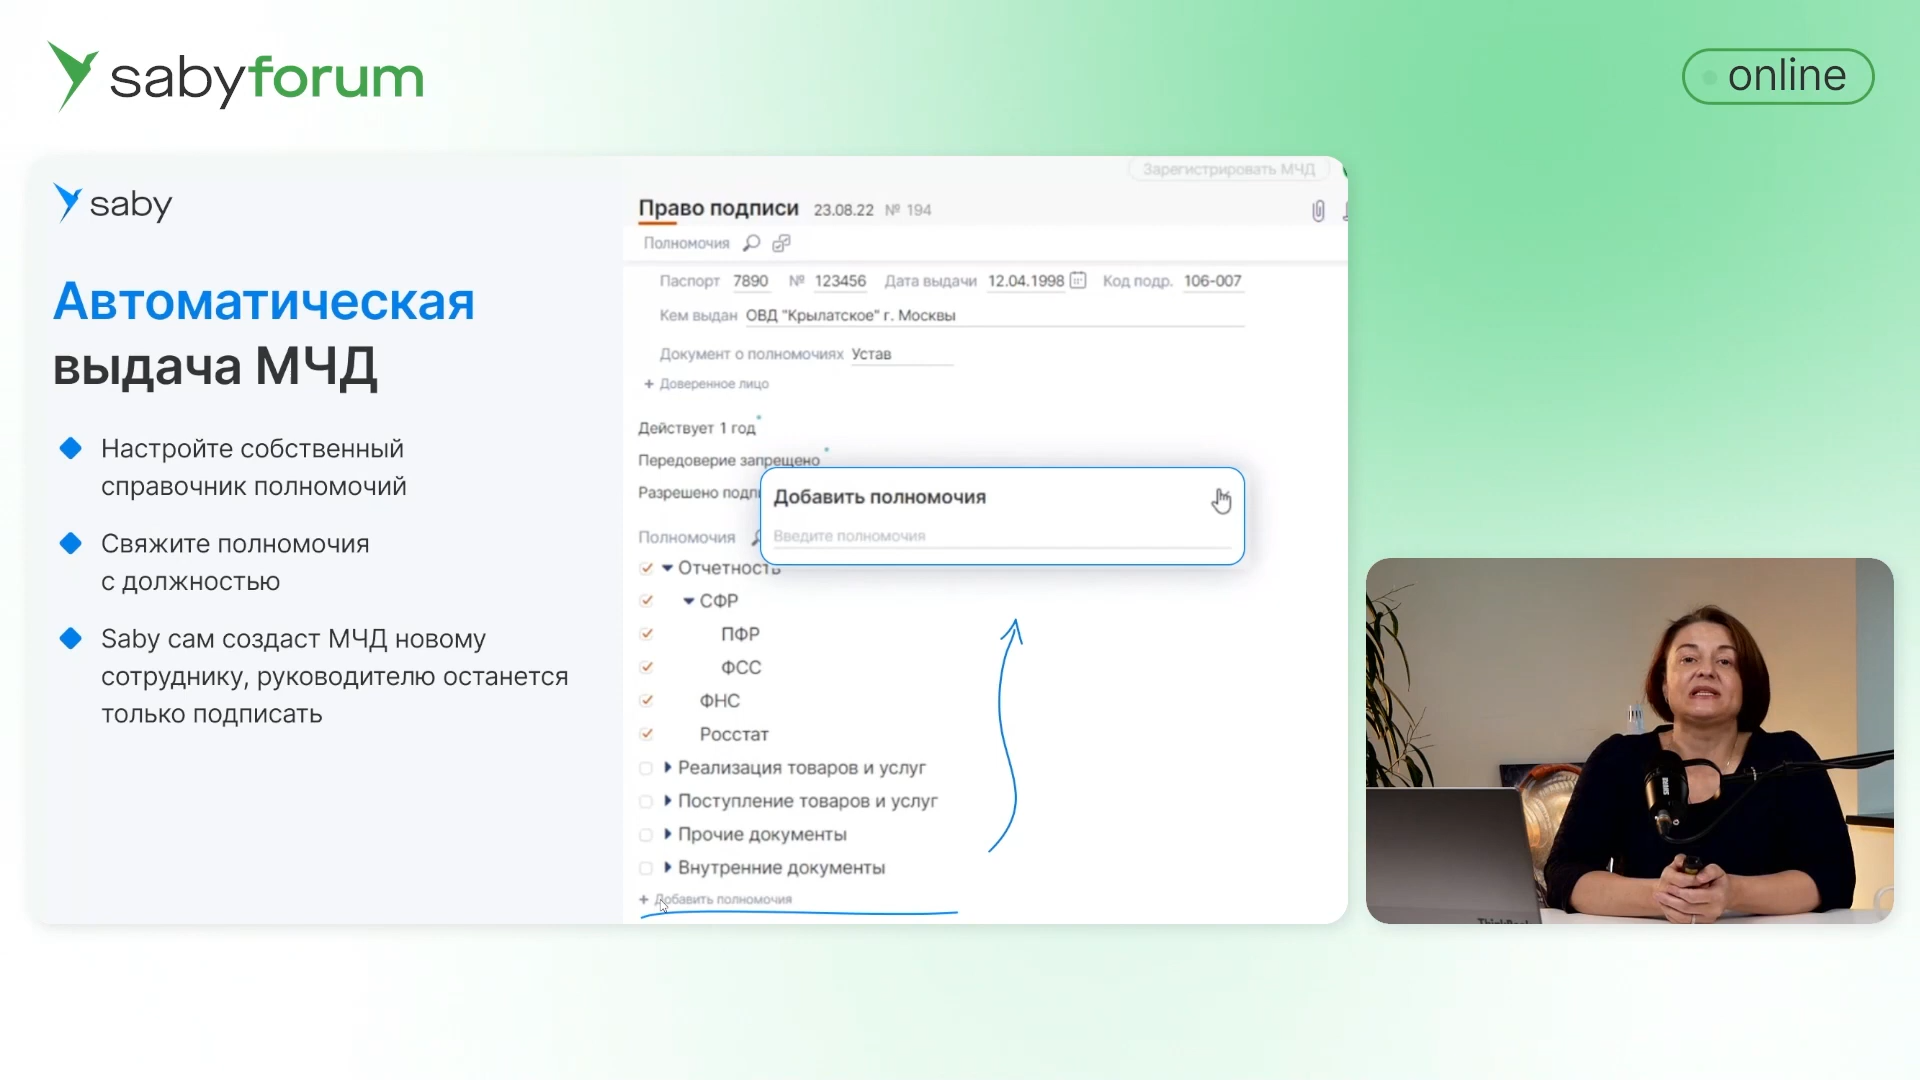 sabyforum
online
saby
Автоматическая
выдача МЧД
Настройте собственный
справочник полномочий
Свяжите полномочия
с должностью
Saby сам создаст МЧД новому
сотруднику, руководителю останется
только подписать
Зарегистрировать МЧД
Право подписи 23.08.22 № 194
Полномочия
Паспорт 7890 № 123456 Дата выдачи 12.04.1998 Код подр. 106-007
Кем выдан ОВД "Крылатское" г. Москвы
Документ о полномочиях Устав
+ Доверенное лицо
Действует 1 год
Передоверие запрещено
Разрешено
Добавить полномочия
Введите полномочия
Полномочия
Отчетность
СФР
ПФР
ФСС
ФНС
Росстат
Реализация товаров и услуг
Поступление товаров и услуг
Прочие документы
Внутренние документы
+ Добавить полномочия